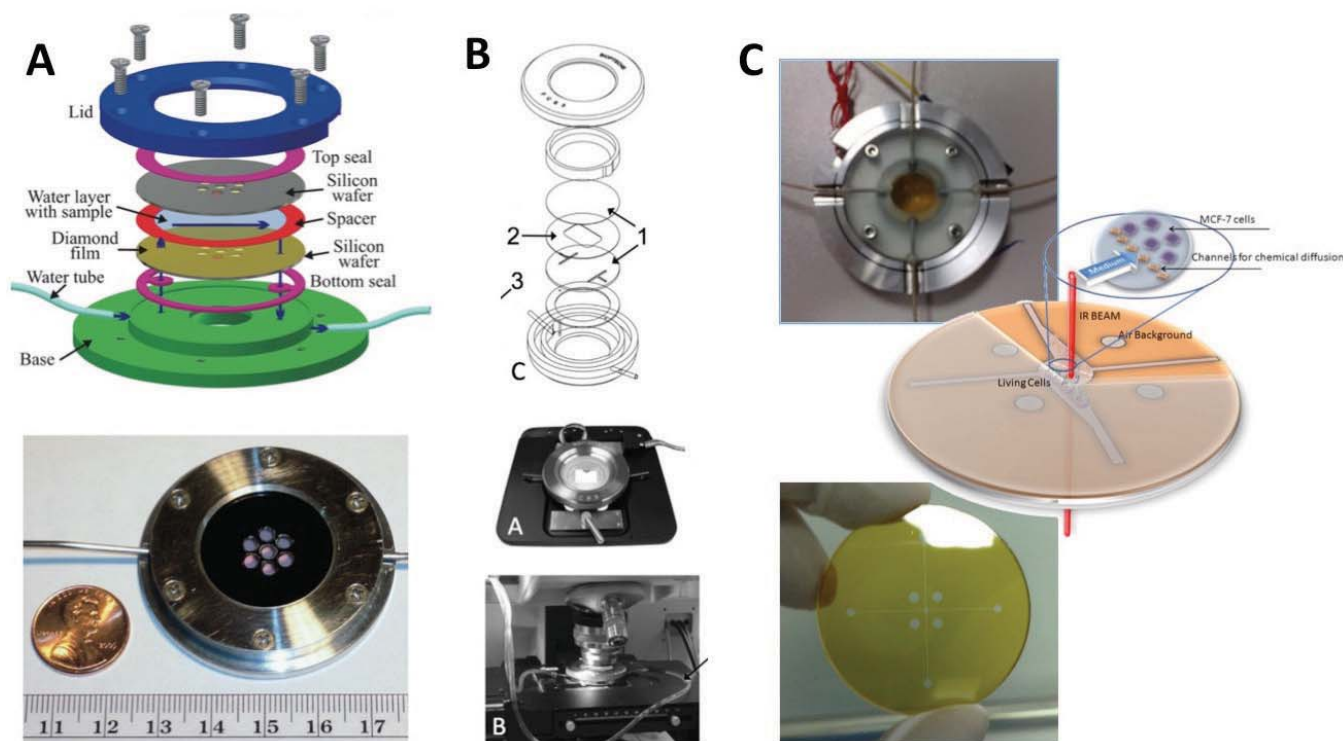 A
Lid
Top seal
Silicon
wafer
Water layer
with sample
Spacer
Diamond
film
Silicon
wafer
Bottom seal
Water tube
Base
11 12 13 14 15 16 17
B
2
1
3
C
A
B
C
MCF-7 cells
Channels for chemical diffusion
Medium
IR BEAM
Air Background
Living Cells